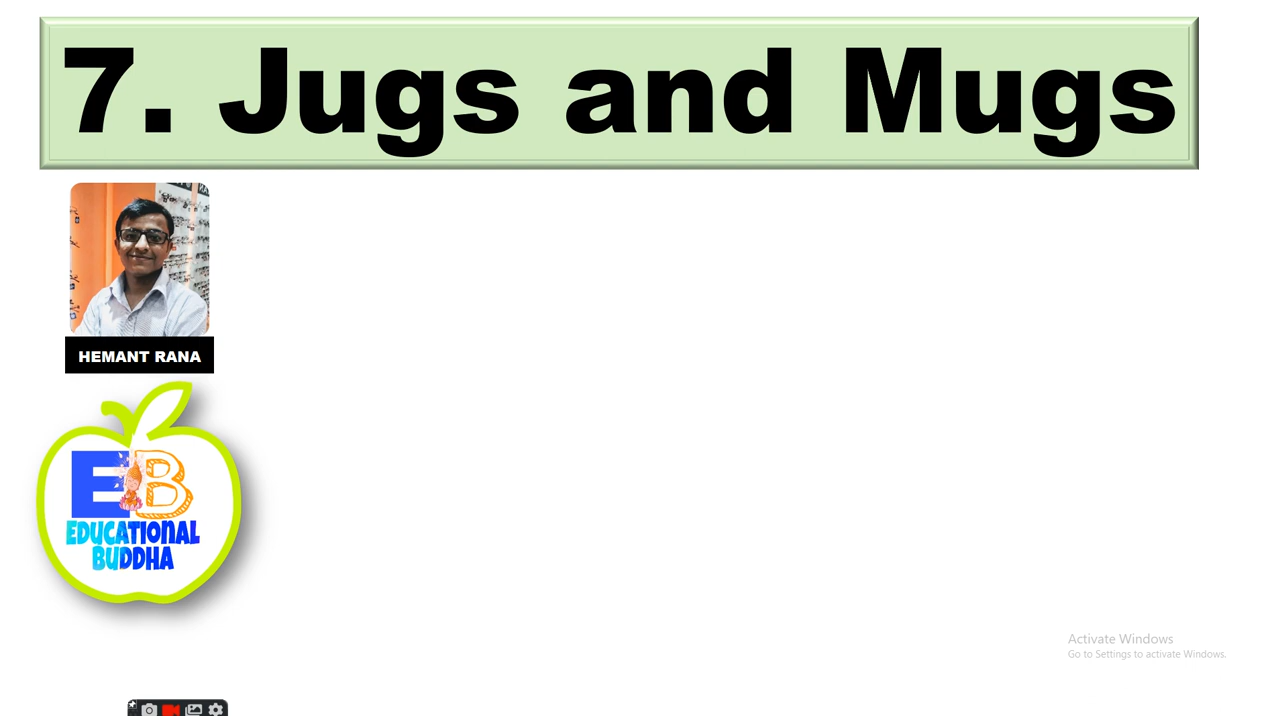 7. Jugs and Mugs
HEMANT RANA
EB
EDUCATIONAL
BUDDHA
Activate Windows
Go to Settings to activate Windows.